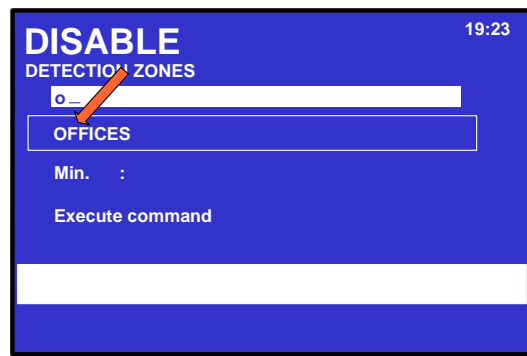 DISABLE 19:23
DETECTION ZONES
o_
OFFICES
Min. :
Execute command